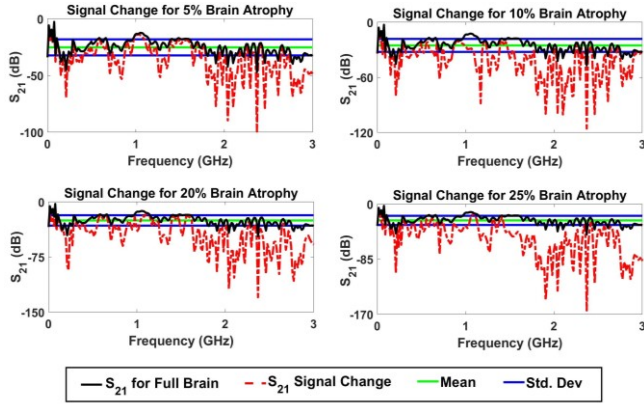 Signal Change for 5% Brain Atrophy
0
-50
-100
S21 (dB)
0 1 2 3
Frequency (GHz)
Signal Change for 10% Brain Atrophy
0
-60
-120
S21 (dB)
0 1 2 3
Frequency (GHz)
Signal Change for 20% Brain Atrophy
0
-75
-150
S21 (dB)
0 1 2 3
Frequency (GHz)
Signal Change for 25% Brain Atrophy
0
-85
-170
S21 (dB)
0 1 2 3
Frequency (GHz)
S21 for Full Brain S21 Signal Change Mean Std. Dev